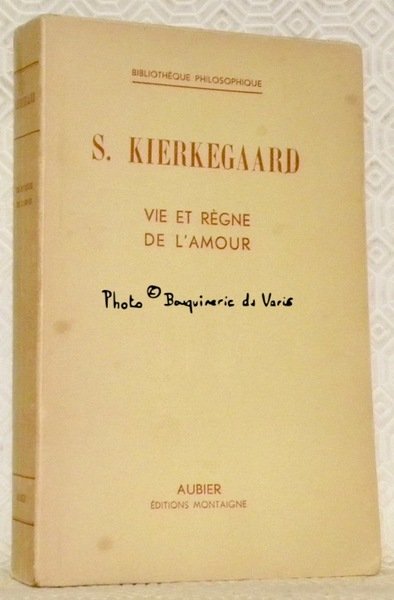 BIBLIOTHÈQUE PHILOSOPHIQUE
S. KIERKEGAARD
VIE ET RÈGNE
DE L'AMOUR
Photo © Bouquinerie du Varis
AUBIER
ÉDITIONS MONTAIGNE